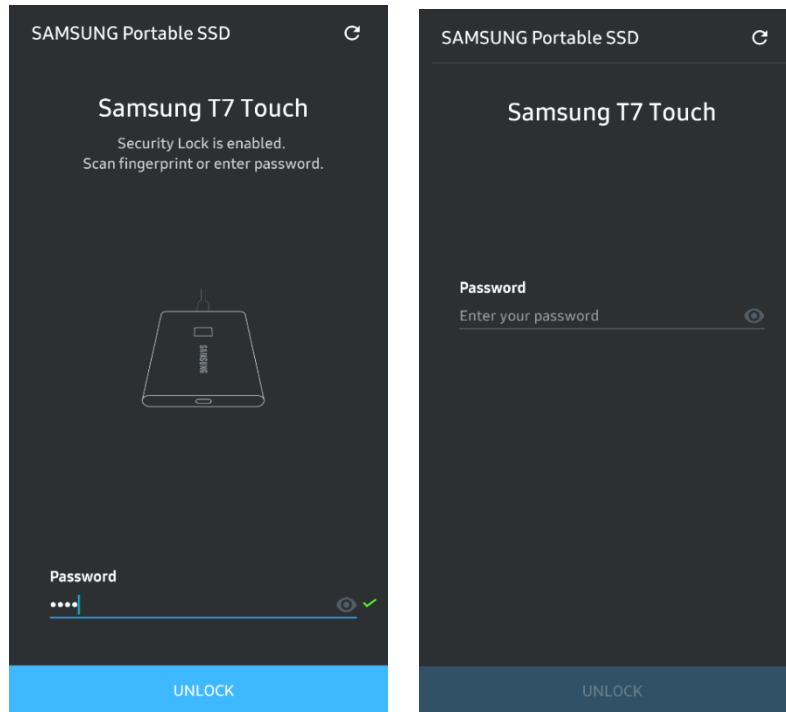 SAMSUNG Portable SSD
Samsung T7 Touch
Security Lock is enabled.
Scan fingerprint or enter password.
SAMSUNG
Password
••••
UNLOCK
SAMSUNG Portable SSD
Samsung T7 Touch
Password
Enter your password
UNLOCK